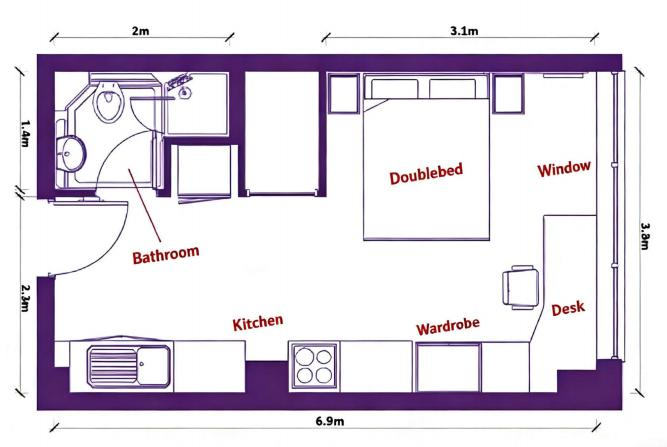 2m
3.1m
1.4m
Doublebed
Window
Bathroom
3.8m
2.3m
Kitchen
Wardrobe
Desk
6.9m